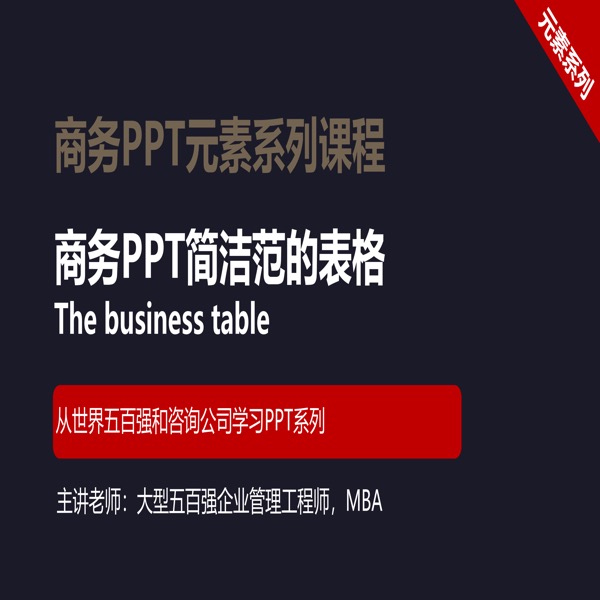 元素系列
商务PPT元素系列课程
商务PPT简洁范的表格
The business table
从世界五百强和咨询公司学习PPT系列
主讲老师：大型五百强企业管理工程师，MBA